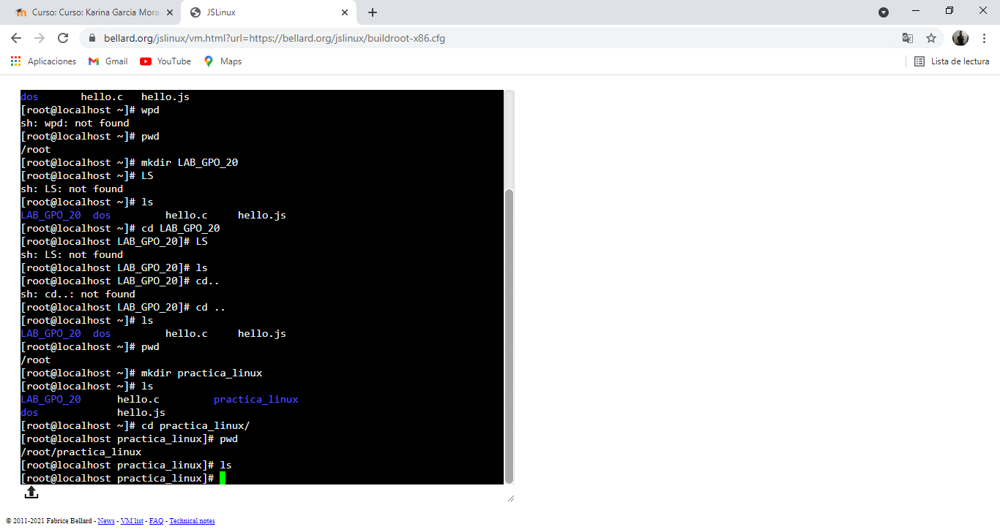 Curso: Curso: Karina Garcia Mora
JSLinux
bellard.org/jslinux/vm.html?url=https://bellard.org/jslinux/buildroot-x86.cfg
Aplicaciones Gmail YouTube Maps Lista de lectura
dos hello.c hello.js
[root@localhost ~]# wpd
sh: wpd: not found
[root@localhost ~]# pwd
/root
[root@localhost ~]# mkdir LAB_GPO_20
[root@localhost ~]# LS
sh: LS: not found
[root@localhost ~]# ls
LAB_GPO_20 dos hello.c hello.js
[root@localhost ~]# cd LAB_GPO_20
[root@localhost LAB_GPO_20]# LS
sh: LS: not found
[root@localhost LAB_GPO_20]# ls
[root@localhost LAB_GPO_20]# cd..
sh: cd..: not found
[root@localhost LAB_GPO_20]# cd ..
[root@localhost ~]# ls
LAB_GPO_20 dos hello.c hello.js
[root@localhost ~]# pwd
/root
[root@localhost ~]# mkdir practica_linux
[root@localhost ~]# ls
LAB_GPO_20 hello.c practica_linux
dos hello.js
[root@localhost ~]# cd practica_linux/
[root@localhost practica_linux]# pwd
/root/practica_linux
[root@localhost practica_linux]# ls
[root@localhost practica_linux]#
© 2011-2021 Fabrice Bellard - News - VM list - FAQ - Technical notes